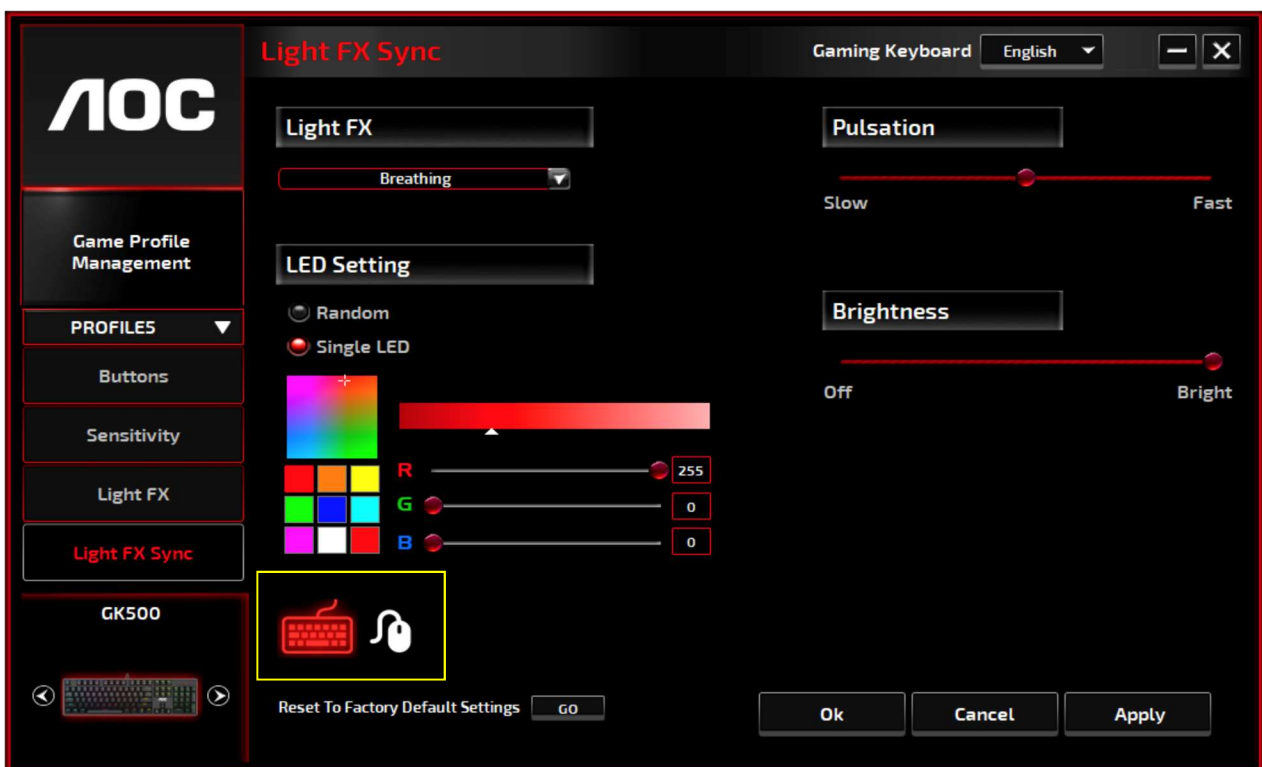 AOC
Light FX Sync
Gaming Keyboard
English
Game Profile
Management
PROFILE5
Buttons
Sensitivity
Light FX
Light FX Sync
GK500
Light FX
Breathing
LED Setting
Random
Single LED
R
255
G
0
B
0
Pulsation
Slow
Fast
Brightness
Off
Bright
Reset To Factory Default Settings
GO
Ok
Cancel
Apply